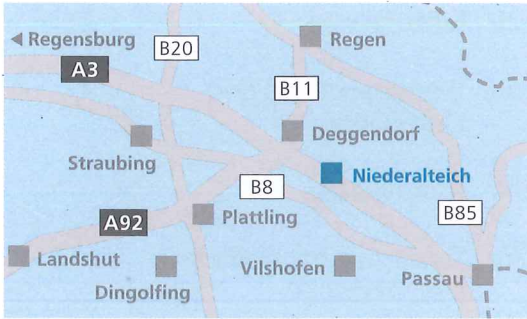 Regensburg
B20
Regen
A3
B11
Deggendorf
Straubing
Niederalteich
B8
A92
Plattling
B85
Landshut
Vilshofen
Passau
Dingolfing